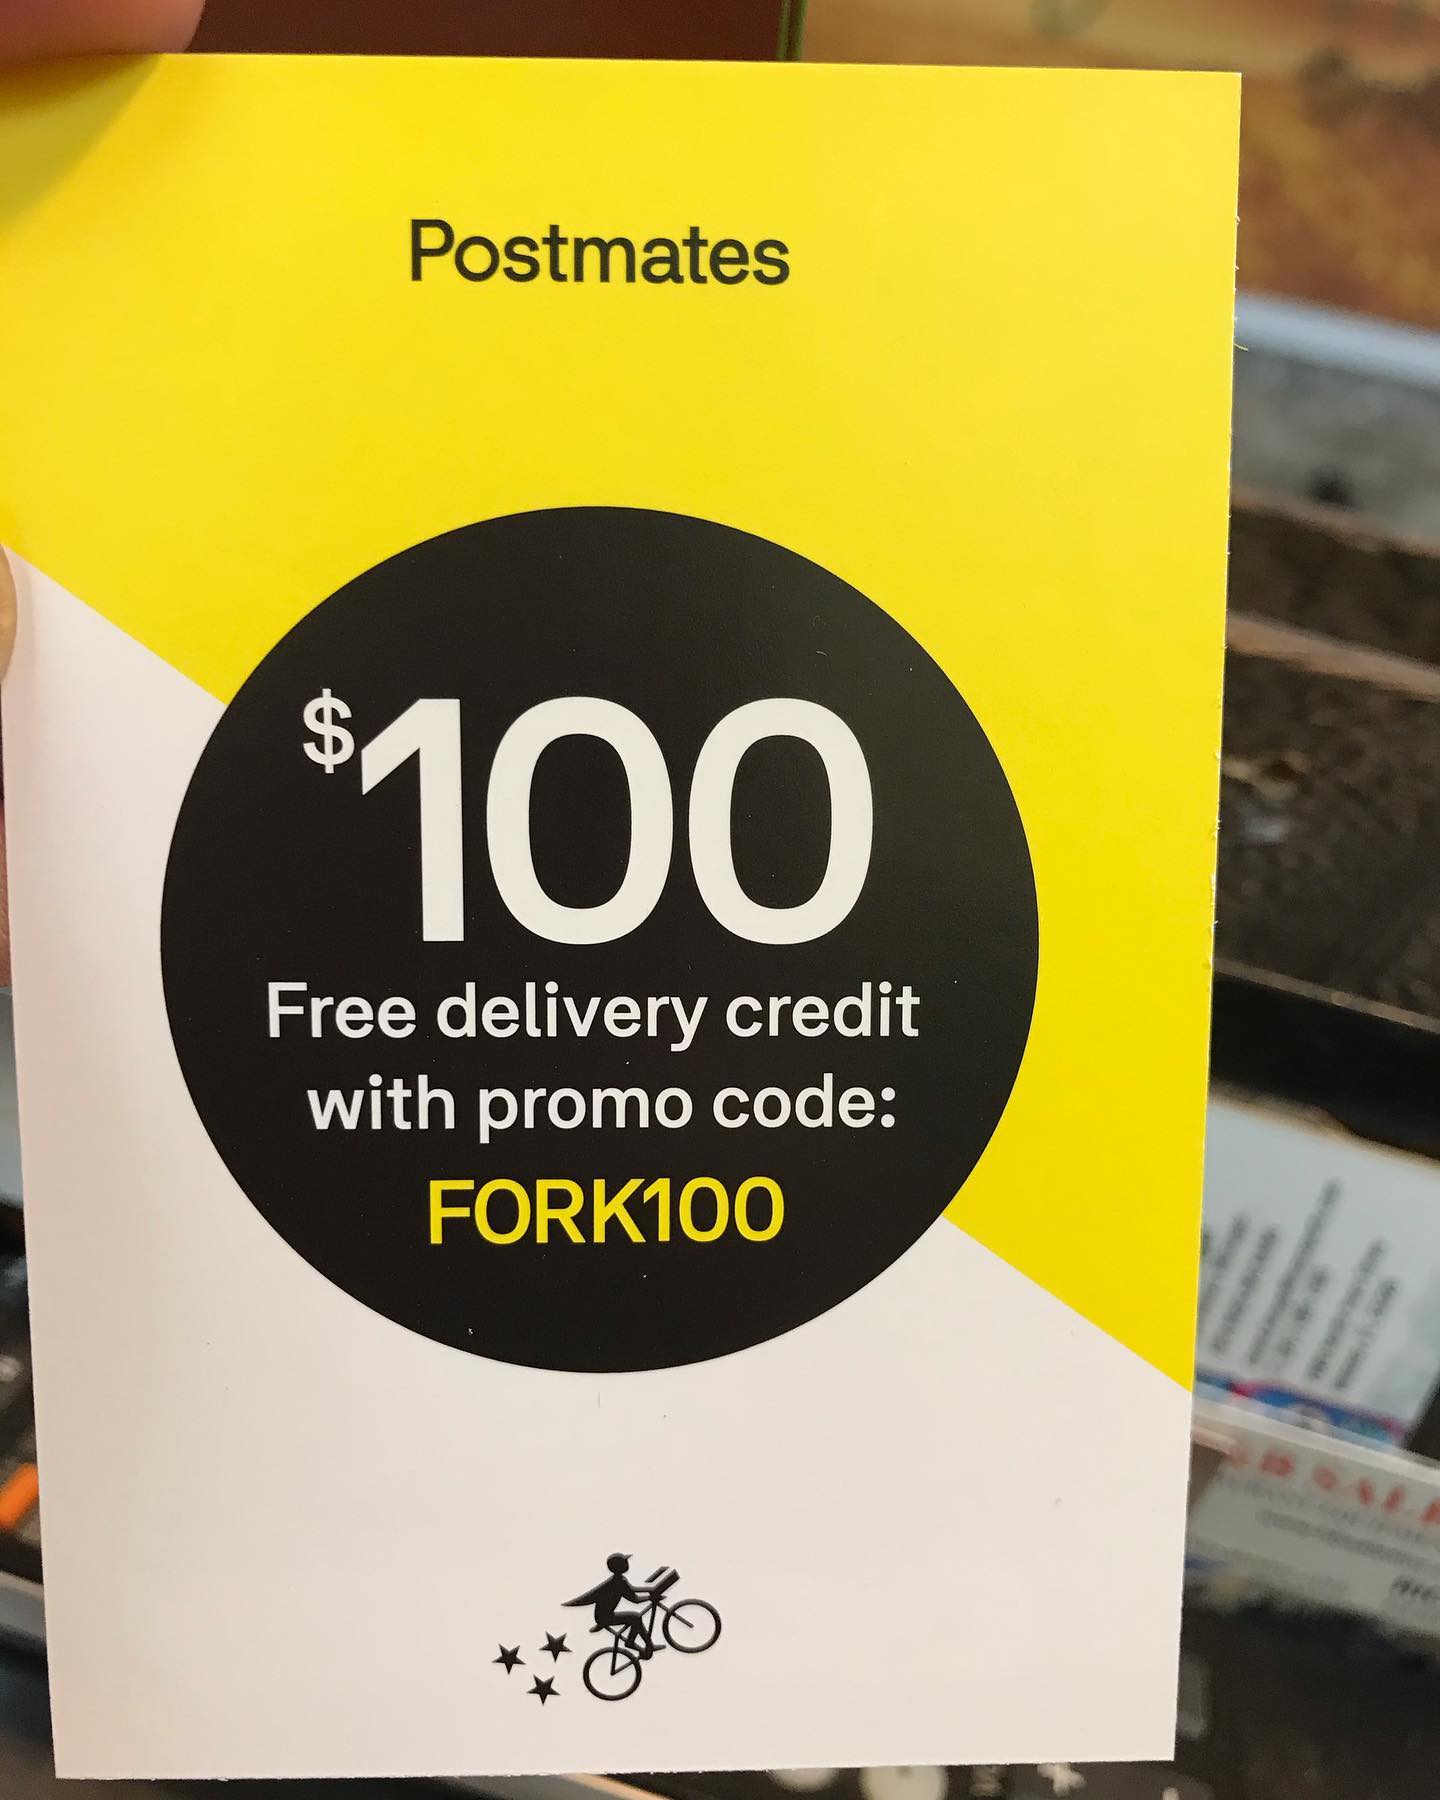 Postmates
$100
Free delivery credit
with promo code:
FORK100